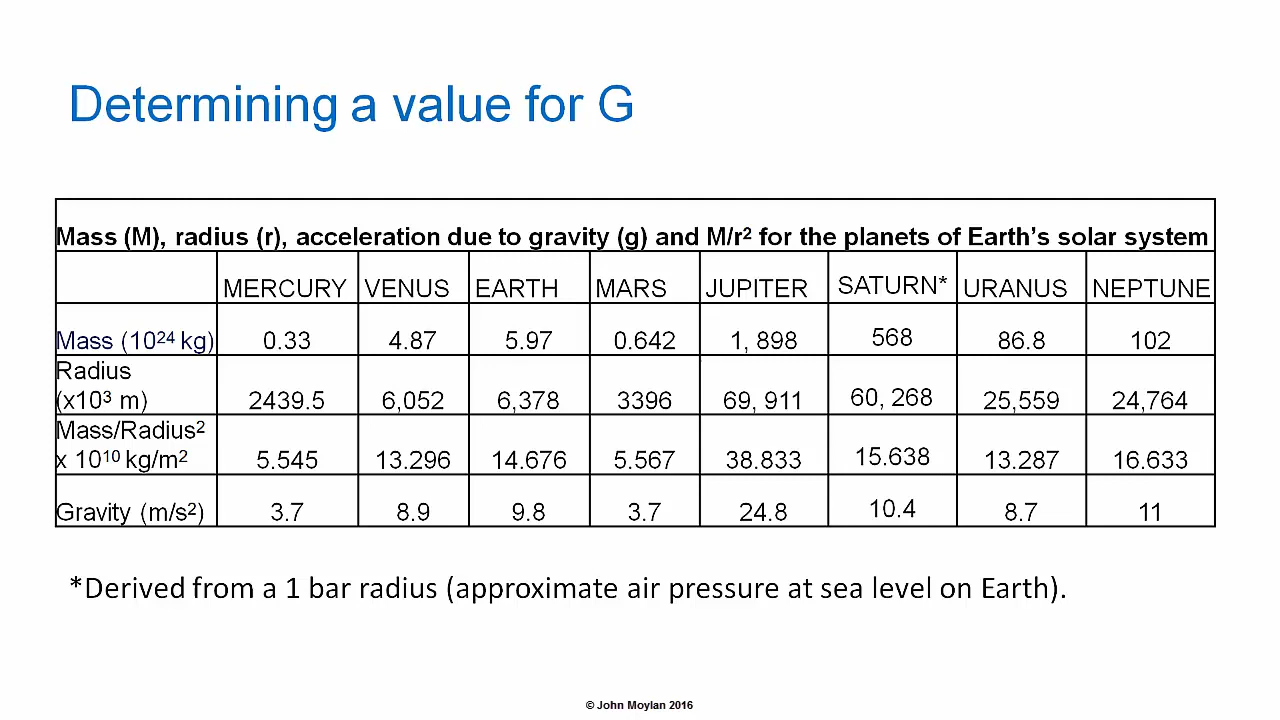 Determining a value for G
Mass (M), radius (r), acceleration due to gravity (g) and M/r² for the planets of Earth's solar system
MERCURY VENUS EARTH MARS JUPITER SATURN* URANUS NEPTUNE
Mass (10²⁴ kg) 0.33 4.87 5.97 0.642 1, 898 568 86.8 102
Radius
(x10³ m) 2439.5 6,052 6,378 3396 69, 911 60, 268 25,559 24,764
Mass/Radius²
x 10¹⁰ kg/m² 5.545 13.296 14.676 5.567 38.833 15.638 13.287 16.633
Gravity (m/s²) 3.7 8.9 9.8 3.7 24.8 10.4 8.7 11
*Derived from a 1 bar radius (approximate air pressure at sea level on Earth).
© John Moylan 2016